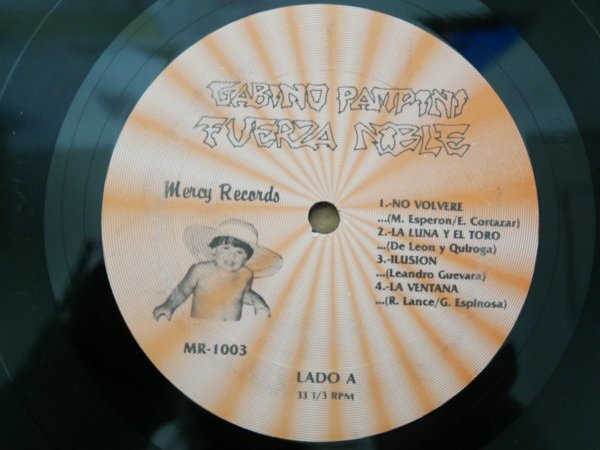 GABINO PAMPINI
FUERZA NOBLE
Mercy Records
1.-NO VOLVERE
...(M. Esperon/E. Cortazar)
2.-LA LUNA Y EL TORO
...(De Leon y Quiroga)
3.-ILUSION
...(Leandro Guevara)
4.-LA VENTANA
...(R. Lance/G. Espinosa)
MR-1003
LADO A
33 1/3 RPM